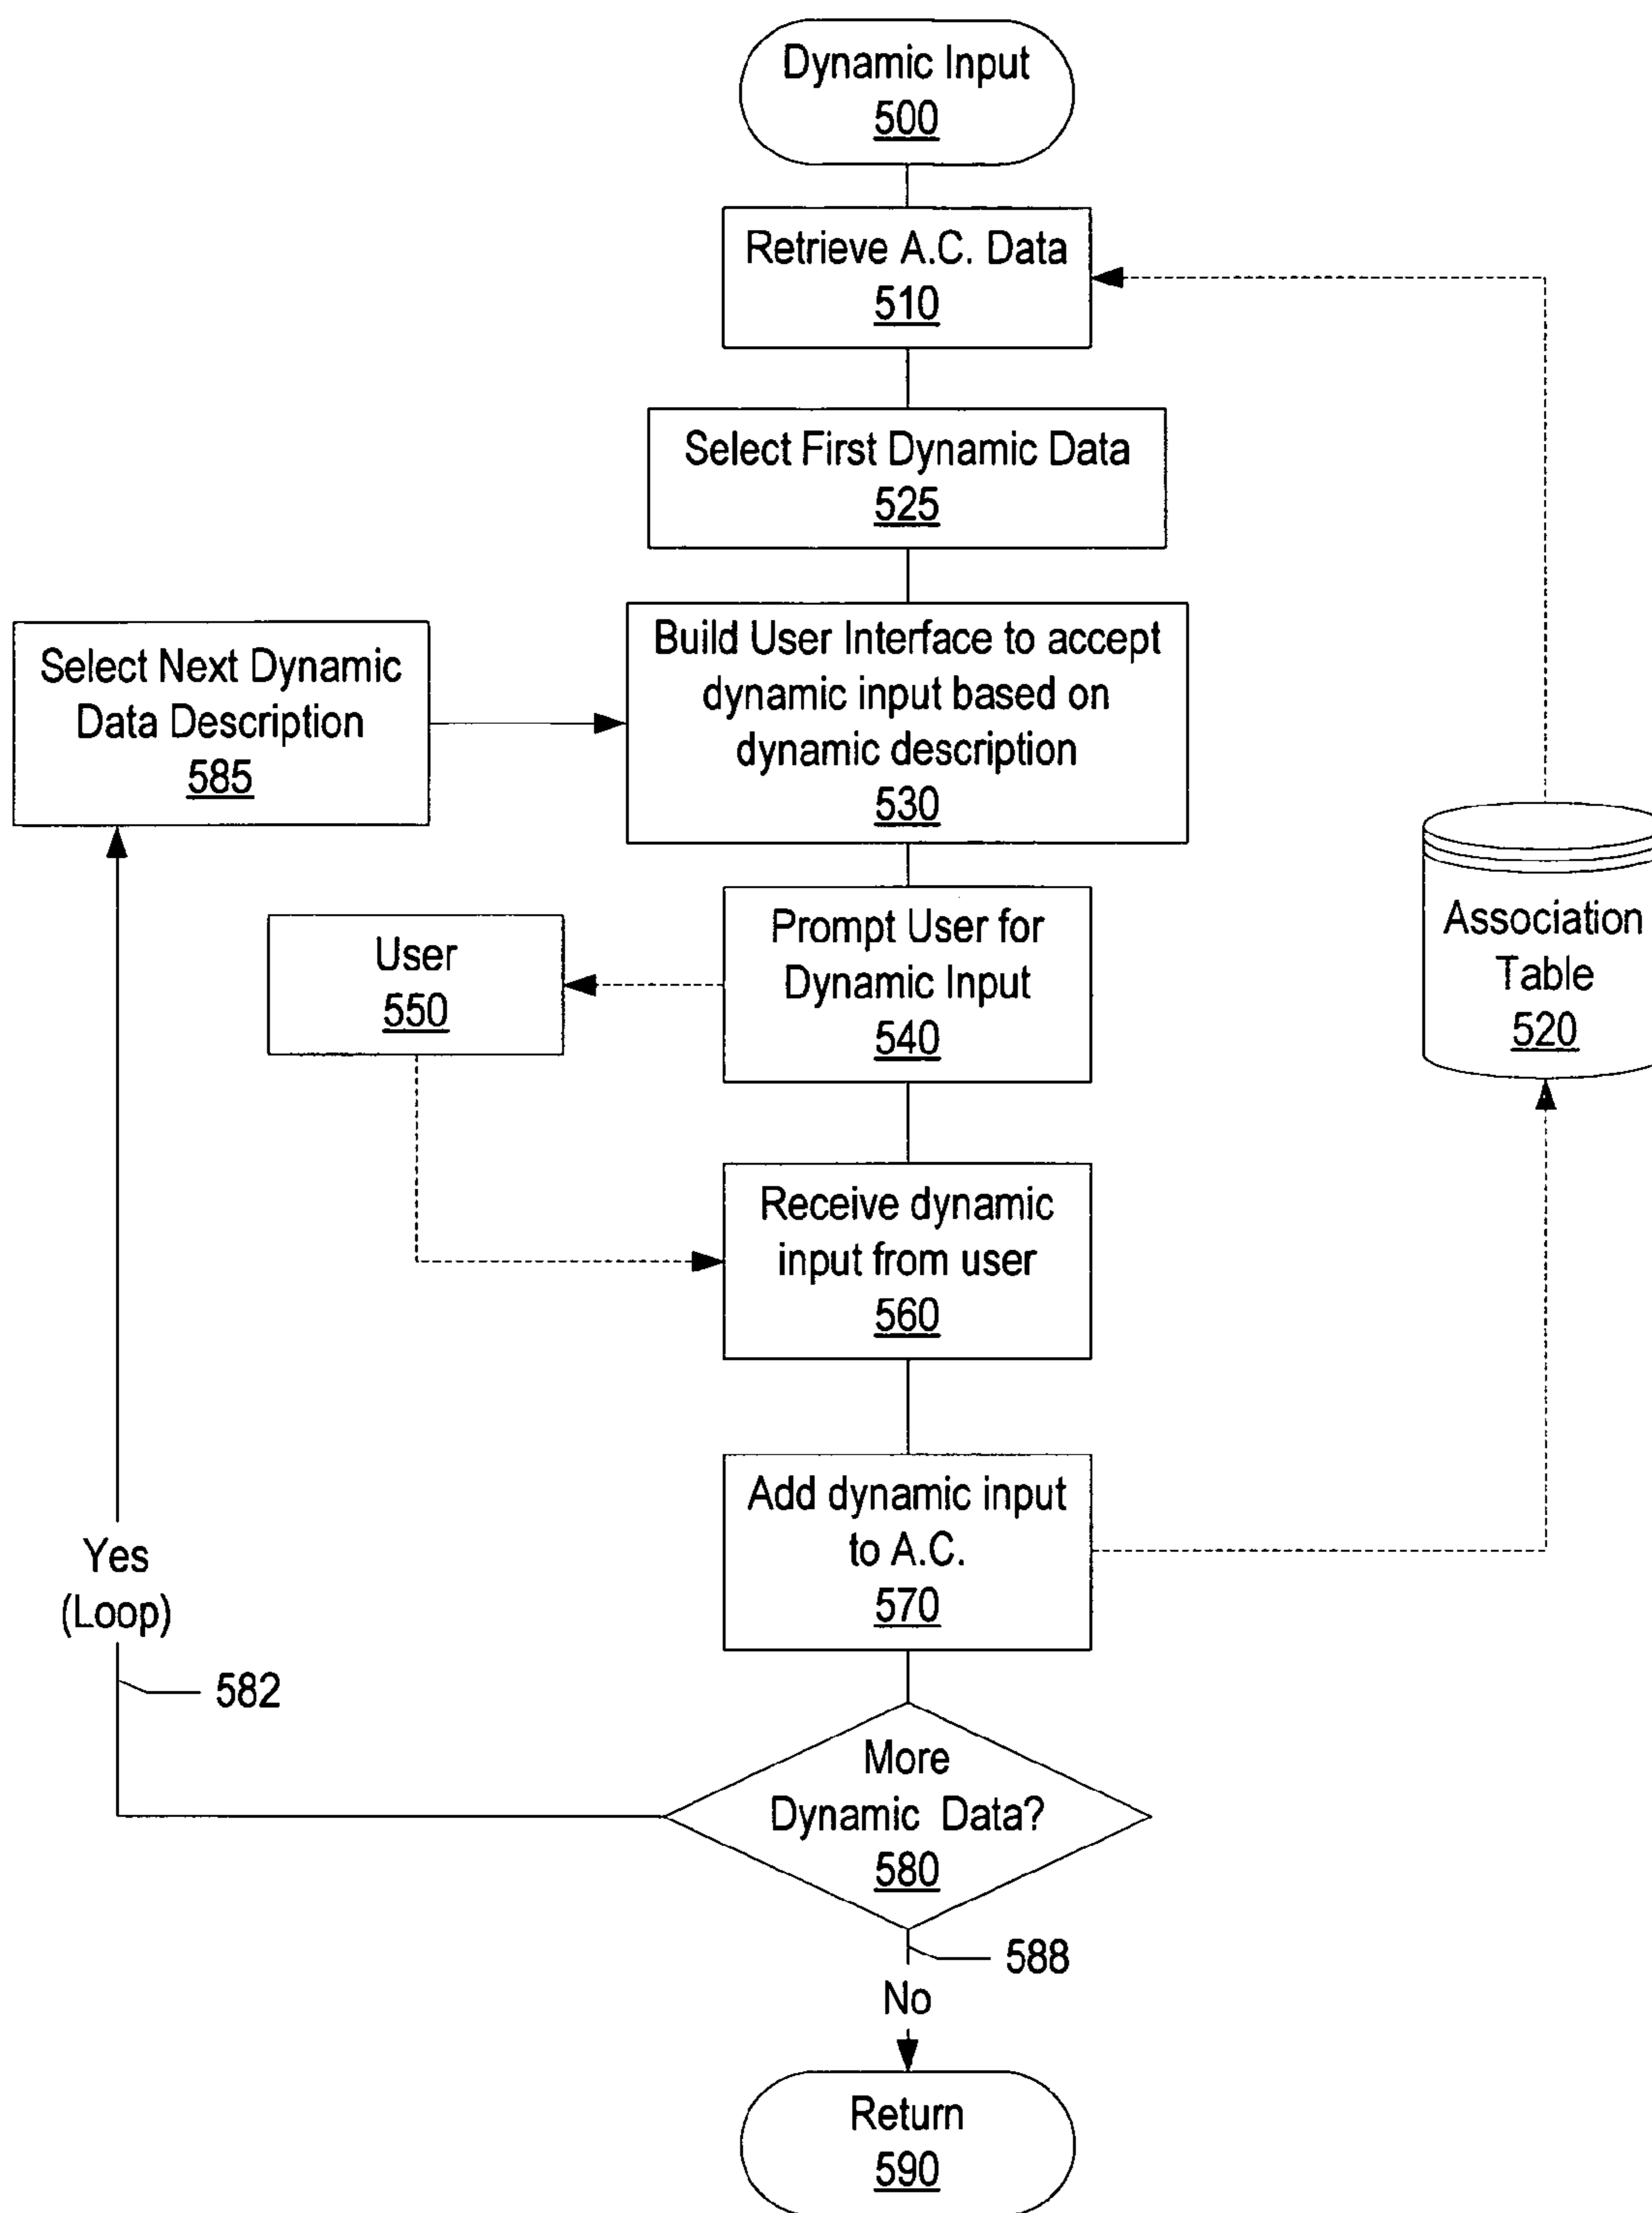 Dynamic Input
500
Retrieve A.C. Data
510
Select First Dynamic Data
525
Select Next Dynamic
Data Description
585
Build User Interface to accept
dynamic input based on
dynamic description
530
Association
Table
520
User
550
Prompt User for
Dynamic Input
540
Receive dynamic
input from user
560
Add dynamic input
to A.C.
570
Yes
(Loop)
582
More
Dynamic Data?
580
588
No
Return
590